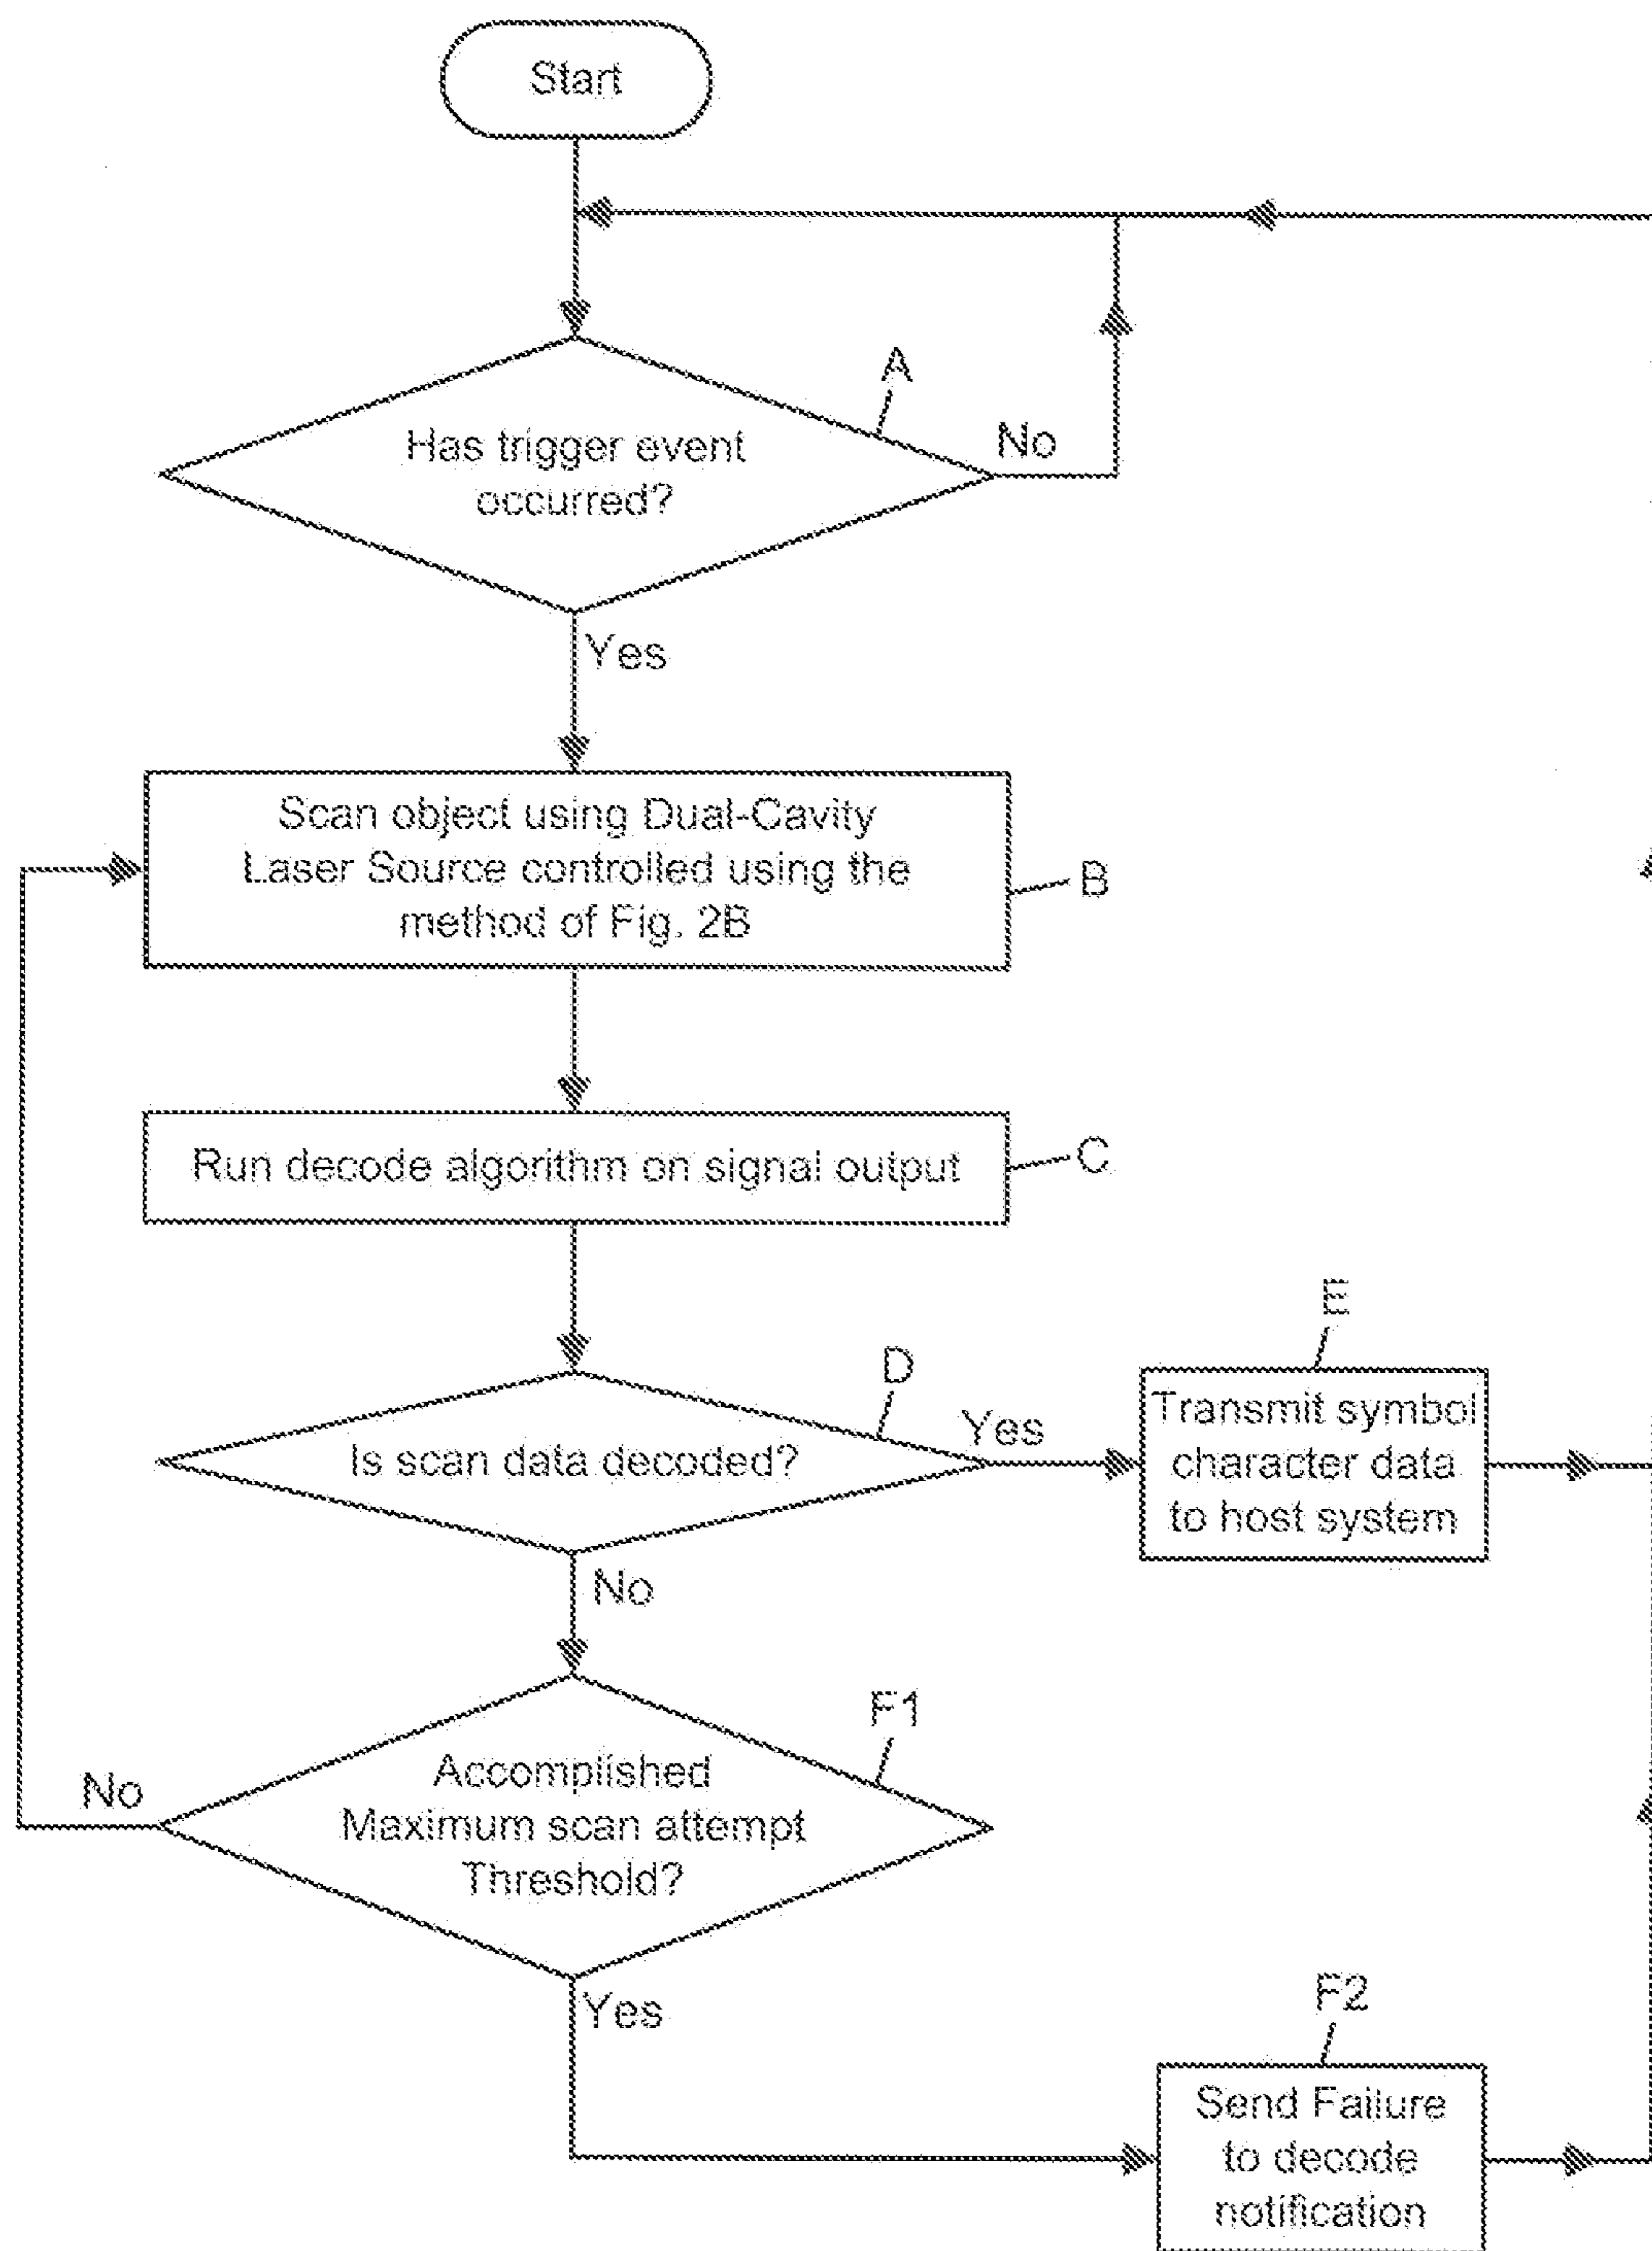 Start
A
Has trigger event
occurred?
No
Yes
Scan object using Dual-Cavity
Laser Source controlled using the
method of Fig. 2B
B
Run decode algorithm on signal output
C
D
Is scan data decoded?
Yes
E
Transmit symbol
character data
to host system
No
F1
Accomplished
Maximum scan attempt
Threshold?
No
Yes
F2
Send Failure
to decode
notification